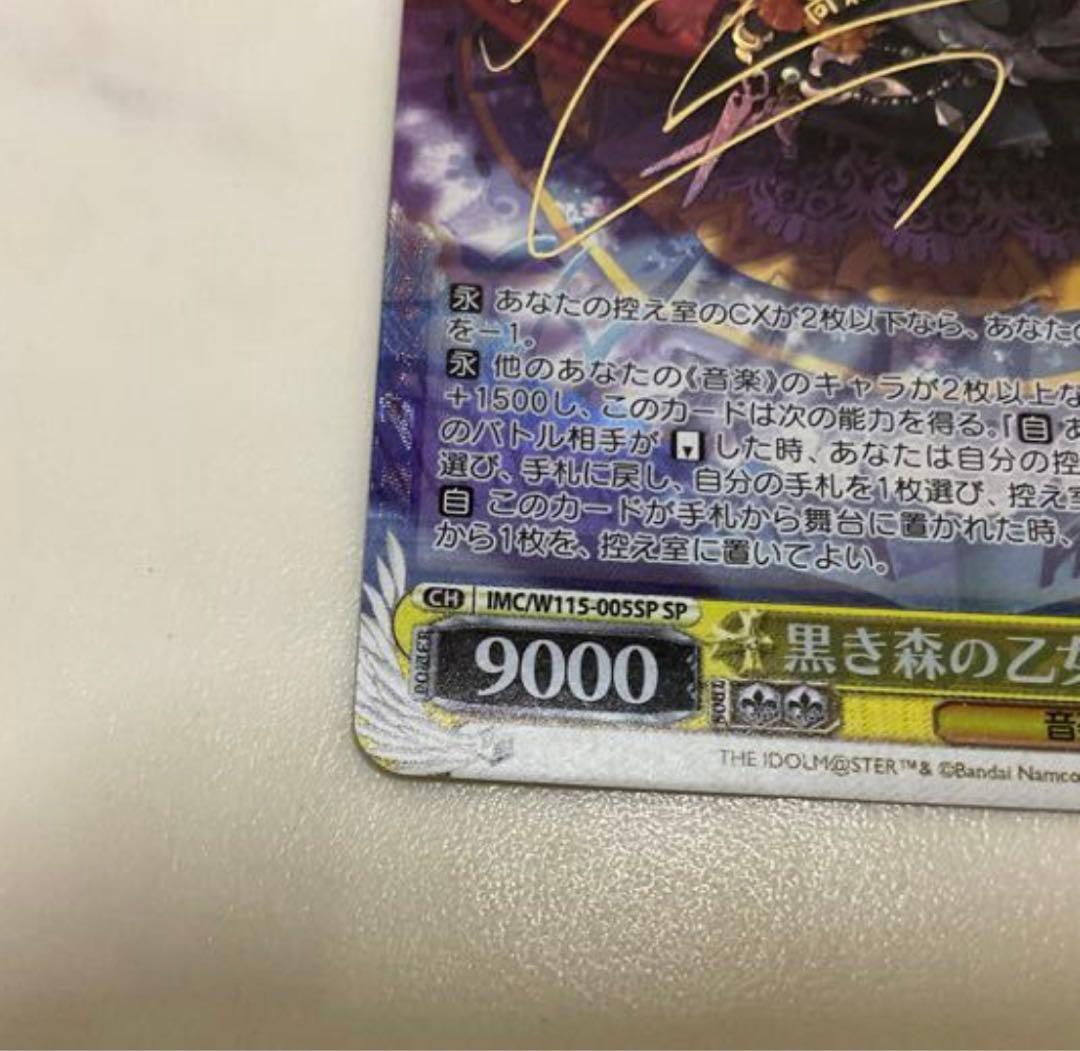 永 あなたの控え室のCXが2枚以下なら、あなたの
を－1。
永 他のあなたの《音楽》のキャラが2枚以上な
＋1500し、このカードは次の能力を得る。『自 あ
のバトル相手が した時、あなたは自分の控
選び、手札に戻し、自分の手札を1枚選び、控え室
自 このカードが手札から舞台に置かれた時、
から1枚を、控え室に置いてよい。
CH IMC/W115-005SP SP
POWER 9000 黒き森の乙女
SOUL 音
THE IDOLM@STER™& ©Bandai Namco